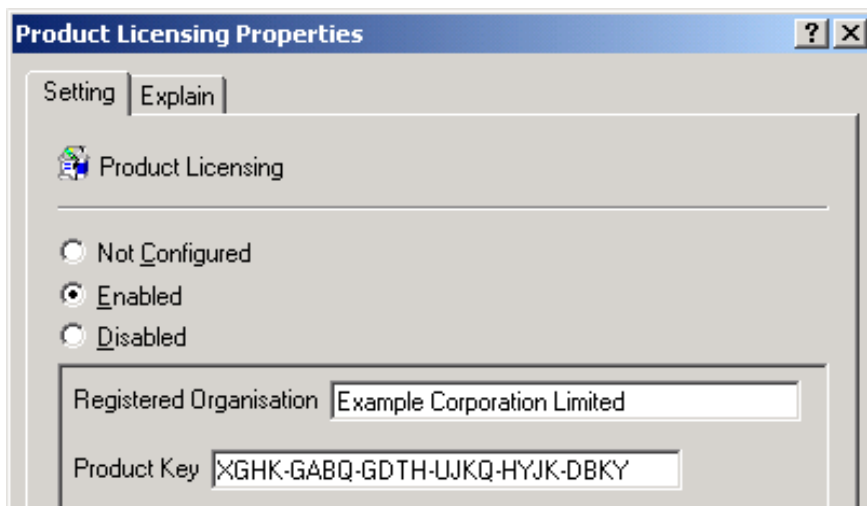 Product Licensing Properties
Setting Explain
Product Licensing
Not Configured
Enabled
Disabled
Registered Organisation Example Corporation Limited
Product Key XGHK-GABQ-GDTH-UJKQ-HYJK-DBKY